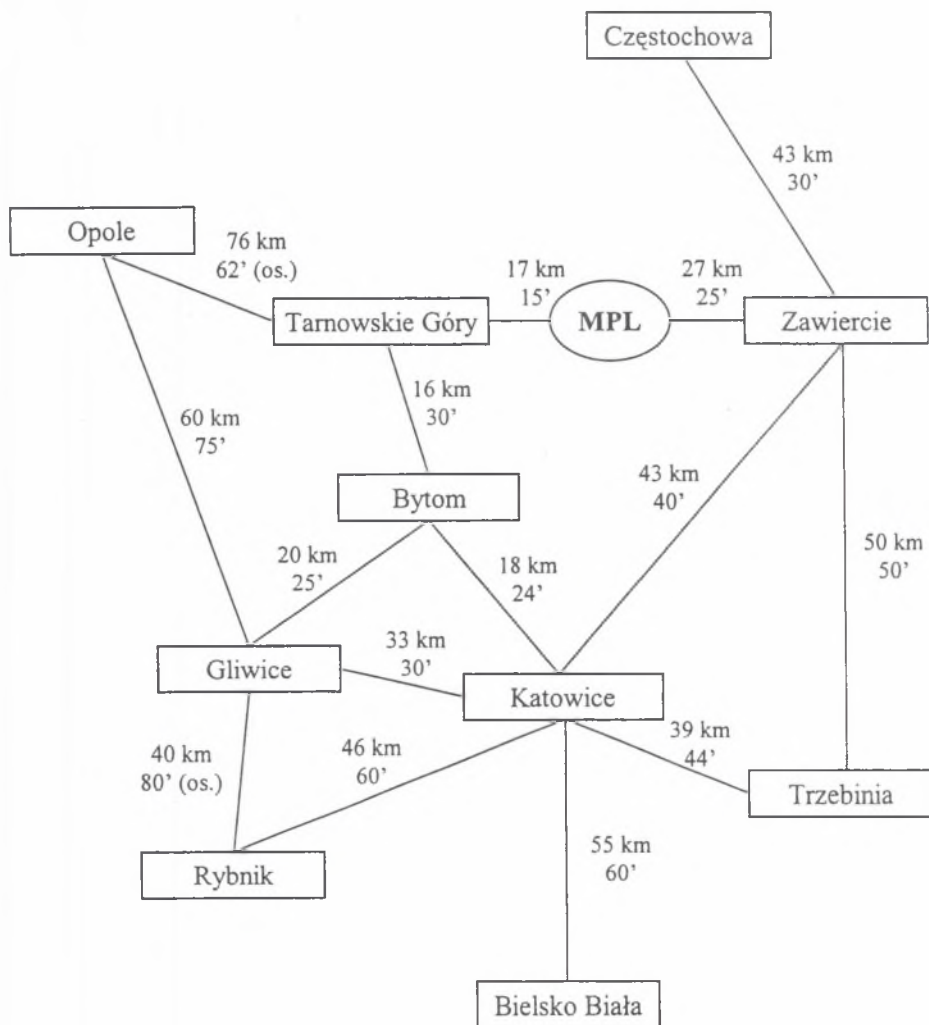 Częstochowa
43 km
30’
Opole
76 km
62’ (os.)
17 km
15’
MPL
27 km
25’
Tarnowskie Góry
Zawiercie
16 km
30’
60 km
75’
43 km
40’
Bytom
50 km
50’
20 km
25’
18 km
24’
33 km
30’
Gliwice
Katowice
39 km
44’
46 km
60’
40 km
80’ (os.)
Trzebinia
55 km
60’
Rybnik
Bielsko Biała